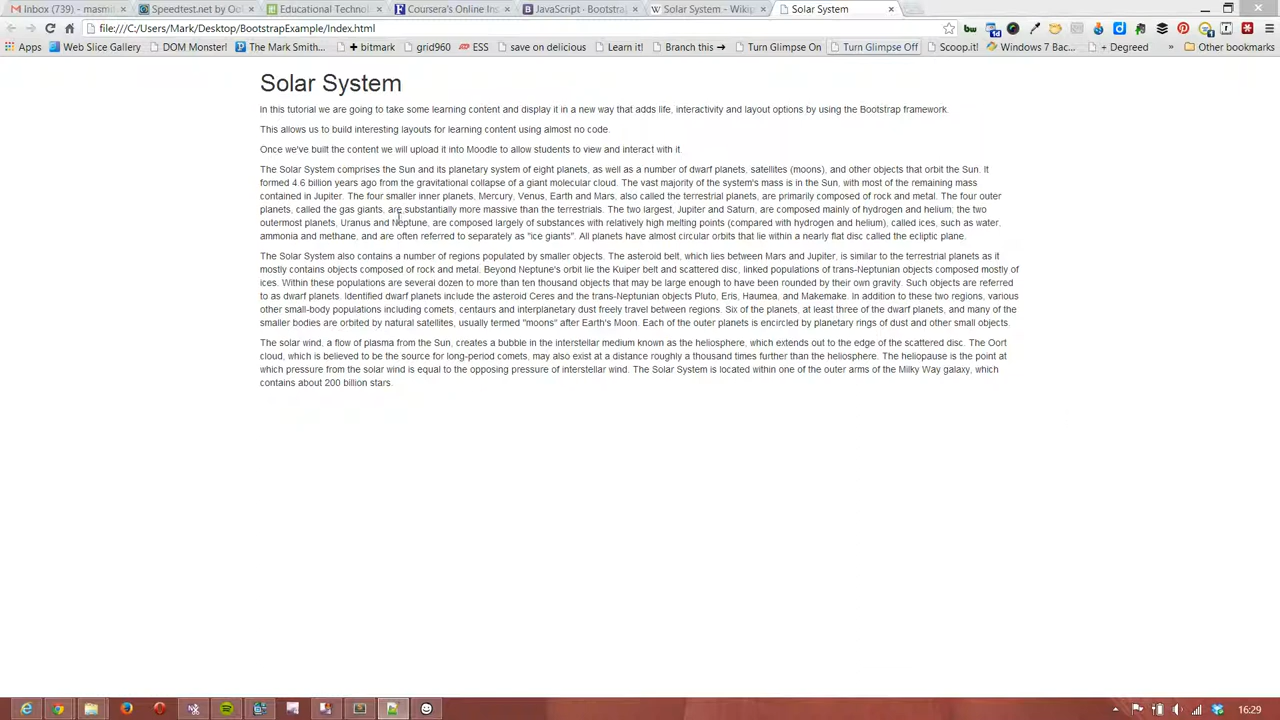 Inbox (739) - masmi
Speedtest.net by Oo
Educational Technol
Coursera's Online Ins
JavaScript · Bootstrap
Solar System - Wikip
Solar System
file:///C:/Users/Mark/Desktop/BootstrapExample/Index.html
Apps
Web Slice Gallery
DOM Monster!
The Mark Smith...
+ bitmark
grid960
ESS
save on delicious
Learn it!
Branch this →
Turn Glimpse On
Turn Glimpse Off
Scoop.it!
Windows 7 Bac...
+ Degreed
»
Other bookmarks
Solar System
In this tutorial we are going to take some learning content and display it in a new way that adds life, interactivity and layout options by using the Bootstrap framework.
This allows us to build interesting layouts for learning content using almost no code.
Once we've built the content we will upload it into Moodle to allow students to view and interact with it.
The Solar System comprises the Sun and its planetary system of eight planets, as well as a number of dwarf planets, satellites (moons), and other objects that orbit the Sun. It
formed 4.6 billion years ago from the gravitational collapse of a giant molecular cloud. The vast majority of the system's mass is in the Sun, with most of the remaining mass
contained in Jupiter. The four smaller inner planets, Mercury, Venus, Earth and Mars, also called the terrestrial planets, are primarily composed of rock and metal. The four outer
planets, called the gas giants, are substantially more massive than the terrestrials. The two largest, Jupiter and Saturn, are composed mainly of hydrogen and helium; the two
outermost planets, Uranus and Neptune, are composed largely of substances with relatively high melting points (compared with hydrogen and helium), called ices, such as water,
ammonia and methane, and are often referred to separately as "ice giants". All planets have almost circular orbits that lie within a nearly flat disc called the ecliptic plane.
The Solar System also contains a number of regions populated by smaller objects. The asteroid belt, which lies between Mars and Jupiter, is similar to the terrestrial planets as it
mostly contains objects composed of rock and metal. Beyond Neptune's orbit lie the Kuiper belt and scattered disc, linked populations of trans-Neptunian objects composed mostly of
ices. Within these populations are several dozen to more than ten thousand objects that may be large enough to have been rounded by their own gravity. Such objects are referred
to as dwarf planets. Identified dwarf planets include the asteroid Ceres and the trans-Neptunian objects Pluto, Eris, Haumea, and Makemake. In addition to these two regions, various
other small-body populations including comets, centaurs and interplanetary dust freely travel between regions. Six of the planets, at least three of the dwarf planets, and many of the
smaller bodies are orbited by natural satellites, usually termed "moons" after Earth's Moon. Each of the outer planets is encircled by planetary rings of dust and other small objects.
The solar wind, a flow of plasma from the Sun, creates a bubble in the interstellar medium known as the heliosphere, which extends out to the edge of the scattered disc. The Oort
cloud, which is believed to be the source for long-period comets, may also exist at a distance roughly a thousand times further than the heliosphere. The heliopause is the point at
which pressure from the solar wind is equal to the opposing pressure of interstellar wind. The Solar System is located within one of the outer arms of the Milky Way galaxy, which
contains about 200 billion stars.
16:29